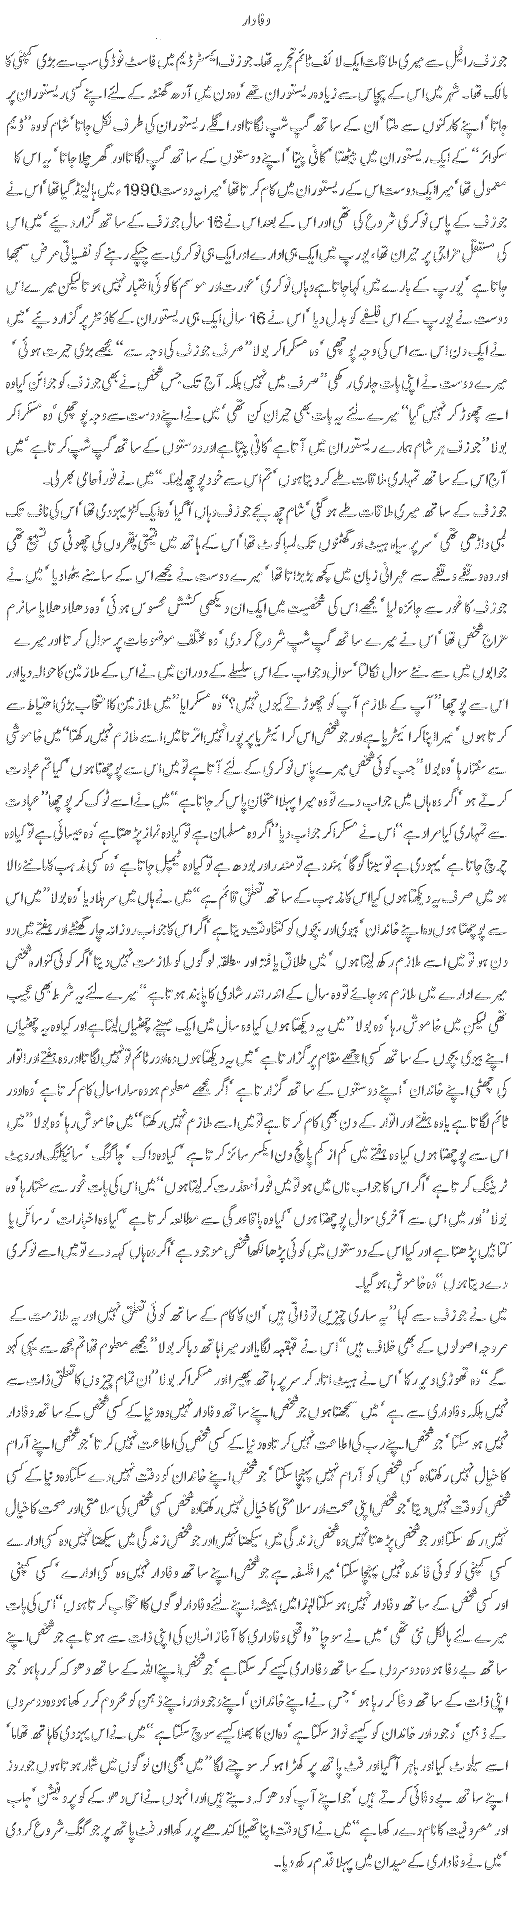 وفادار
جوزف رافیل سے میری ملاقات ایک لائف ٹائم تجربہ تھا۔ جوزف ایمسٹرڈیم میں فاسٹ فوڈ کی سب سے بڑی کمپنی کا
مالک تھا۔ شہر میں اس کے پچاس سے زیادہ ریستوران تھے‘ وہ دن میں آدھ گھنٹہ کے لئے اپنے کسی ریستوران پر
جاتا‘ اپنے کارکنوں سے ملتا‘ ان کے ساتھ گپ شپ لگاتا اور اگلے ریستوران کی طرف نکل جاتا‘ شام کو وہ ’’ڈیم
سکوائر‘‘ کے ایک ریستوران میں بیٹھتا‘ کافی پیتا‘ اپنے دوستوں کے ساتھ گپ لگاتا اور گھر چلا جاتا‘ یہ اس کا
معمول تھا‘ میرا ایک دوست اس کے ریستوران میں کام کرتا تھا‘ میرا یہ دوست 1990ء میں ہالینڈ گیا تھا‘ اس نے
جوزف کے پاس نوکری شروع کی تھی اور اس کے بعد اس نے 16 سال جوزف کے ساتھ گزار دیئے‘ میں اس
کی مستقل مزاجی پر حیران تھا‘ یورپ میں ایک ہی ادارے اور ایک ہی نوکری سے چپکے رہنے کو نفسیاتی مرض سمجھا
جاتا ہے‘ یورپ کے بارے میں کہا جاتا ہے وہاں نوکری‘ عورت اور موسم کا کوئی اعتبار نہیں ہوتا لیکن میرے اس
دوست نے یورپ کے اس فلسفے کو بدل دیا‘ اس نے 16 سال ایک ہی ریستوران کے کاؤنٹر پر گزار دیئے‘ میں
نے ایک دن اس سے اس کی وجہ پوچھی‘ وہ مسکرا کر بولا ’’صرف جوزف کی وجہ سے‘‘ مجھے بڑی حیرت ہوئی‘
میرے دوست نے اپنی بات جاری رکھی ’’صرف میں نہیں بلکہ آج تک جس شخص نے بھی جوزف کو جوائن کیا وہ
اسے چھوڑ کر نہیں گیا‘‘ میرے لئے یہ بات بھی حیران کن تھی‘ میں نے اپنے دوست سے وجہ پوچھی‘ وہ مسکرا کر
بولا ’’جوزف ہر شام ہمارے ریستوران میں آتا ہے‘ کافی پیتا ہے اور دوستوں کے ساتھ گپ شپ کرتا ہے‘ میں
آج اس کے ساتھ تمہاری ملاقات طے کر دیتا ہوں‘ تم اس سے خود پوچھ لینا۔‘‘ میں نے فوراً حامی بھر لی۔
جوزف کے ساتھ میری ملاقات طے ہو گئی‘ شام چھ بجے جوزف وہاں آ گیا‘ وہ ایک کٹڑ یہودی تھا‘ اس کی ناف تک
لمبی داڑھی تھی‘ سر پر سیاہ ہیٹ اور گھٹنوں تک لمبا کوٹ تھا‘ اس کے ہاتھ میں قیمتی پتھروں کی چھوٹی سی تسبیح تھی
اور وہ وقفے وقفے سے عبرانی زبان میں کچھ بڑبڑاتا تھا‘ میرے دوست نے مجھے اس کے سامنے بٹھا دیا‘ میں نے
جوزف کا غور سے جائزہ لیا‘ مجھے اس کی شخصیت میں ایک ان دیکھی کشش محسوس ہوئی‘ وہ دھلا دھلایا سا نرم
مزاج شخص تھا‘ اس نے میرے ساتھ گپ شپ شروع کر دی‘ وہ مختلف موضوعات پر سوال کرتا اور میرے
جوابوں میں سے نئے سوال نکالتا‘ سوال و جواب کے اس سلسلے کے دوران میں نے اس کے ملازمین کا حوالہ دیا اور
اس سے پوچھا ’’آپ کے ملازم آپ کو چھوڑتے کیوں نہیں؟‘‘ وہ مسکرایا ’’میں ملازمین کا انتخاب بڑی احتیاط سے
کرتا ہوں‘ میرا اپنا کرائیٹریا ہے اور جو شخص اس کرائیٹریا پر پورا نہیں اترتا میں اسے ملازم نہیں رکھتا‘‘ میں خاموشی
سے سنتا رہا‘ وہ بولا ’’جب کوئی شخص میرے پاس نوکری کے لئے آتا ہے تو میں اس سے پوچھتا ہوں‘ کیا تم عبادت
کرتے ہو‘ اگر وہ ہاں میں جواب دے تو وہ میرا پہلا امتحان پاس کر جاتا ہے‘‘ میں نے اسے ٹوک کر پوچھا ’’عبادت
سے تمہاری کیا مراد ہے‘‘ اس نے مسکرا کر جواب دیا ’’اگر وہ مسلمان ہے تو کیا وہ نماز پڑھتا ہے‘ وہ عیسائی ہے تو کیا وہ
چرچ جاتا ہے‘ یہودی ہے تو سینا گوگا‘ ہندو ہے تو مندر اور بودھ ہے تو کیا وہ ٹیمپل جاتا ہے‘ وہ کسی مذہب کا ماننے والا
ہو میں صرف یہ دیکھتا ہوں کیا اس کا مذہب کے ساتھ تعلق قائم ہے‘‘ میں نے ہاں میں سر ہلا دیا‘ وہ بولا ’’میں اس
سے پوچھتا ہوں وہ اپنے خاندان‘ بیوی اور بچوں کو کتنا وقت دیتا ہے‘ اگر اس کا جواب روزانہ چار گھنٹے اور ہفتے میں دو
دن ہو تو میں اسے ملازم رکھ لیتا ہوں‘ میں طلاق یافتہ اور مطلقہ لوگوں کو ملازمت نہیں دیتا‘ اگر کوئی کنوارہ شخص
میرے ادارے میں ملازم ہو جائے تو وہ سال کے اندر اندر شادی کا پابند ہوتا ہے‘‘ میرے لئے یہ شرط بھی عجیب
تھی لیکن میں خاموش رہا‘ وہ بولا ’’میں یہ دیکھتا ہوں کیا وہ سال میں ایک مہینے چھٹیاں لیتا ہے اور کیا وہ یہ چھٹیاں
اپنے بیوی بچوں کے ساتھ کسی اچھے مقام پر گزارتا ہے‘ میں یہ دیکھتا ہوں وہ اوور ٹائم تو نہیں لگاتا اور وہ ہفتے اور اتوار
کی چھٹی اپنے خاندان‘ اپنے دوستوں کے ساتھ گزارتا ہے‘ اگر مجھے معلوم ہو وہ سارا سال کام کرتا ہے‘ وہ اوور
ٹائم لگاتا ہے یا وہ ہفتے اور اتوار کے دن بھی کام کرتا ہے تو میں اسے ملازم نہیں رکھتا‘‘ میں خاموش رہا‘ وہ بولا ’’میں
اس سے پوچھتا ہوں کیا وہ ہفتے میں کم از کم پانچ دن ایکسرسائز کرتا ہے‘ کیا وہ واک‘ جاگنگ‘ سائیکلنگ اور ویٹ
ٹریننگ کرتا ہے‘ اگر اس کا جواب ناں میں ہو تو میں فوراً معذرت کر لیتا ہوں‘‘ میں اس کی بات غور سے سنتا رہا‘ وہ
بولا ’’اور میں اس سے آخری سوال پوچھتا ہوں‘ کیا وہ باقاعدگی سے مطالعہ کرتا ہے‘ کیا وہ اخبارات‘ رسائل یا
کتابیں پڑھتا ہے اور کیا اس کے دوستوں میں کوئی پڑھا لکھا شخص موجود ہے‘ اگر وہ ہاں کہہ دے تو میں اسے نوکری
دے دیتا ہوں‘‘ وہ خاموش ہو گیا۔
میں نے جوزف سے کہا ’’یہ ساری چیزیں تو ذاتی ہیں‘ ان کا کام کے ساتھ کوئی تعلق نہیں اور یہ ملازمت کے
مروجہ اصولوں کے بھی خلاف ہیں‘‘ اس نے قہقہہ لگایا اور میرا ہاتھ دبا کر بولا ’’مجھے معلوم تھا تم مجھ سے یہی کہو
گے‘‘ وہ تھوڑی دیر رکا‘ اس نے ہیٹ اتار کر سر پر ہاتھ پھیرا اور مسکرا کر بولا ’’ان تمام چیزوں کا تعلق ذات سے
نہیں بلکہ وفاداری سے ہے‘ میں سمجھتا ہوں جو شخص اپنے ساتھ وفادار نہیں وہ دنیا کے کسی شخص کے ساتھ وفادار
نہیں ہو سکتا‘ جو شخص اپنے رب کی اطاعت نہیں کرتا وہ دنیا کے کسی شخص کی اطاعت نہیں کرتا‘ جو شخص اپنے آرام
کا خیال نہیں رکھتا وہ کسی شخص کو آرام نہیں پہنچا سکتا‘ جو شخص اپنے خاندان کو وقت نہیں دے سکتا وہ دنیا کے کسی
شخص کو وقت نہیں دیتا‘ جو شخص اپنی صحت اور سلامتی کا خیال نہیں رکھتا وہ شخص کسی شخص کی سلامتی اور صحت کا خیال
نہیں رکھ سکتا اور جو شخص پڑھتا نہیں وہ شخص زندگی میں سیکھتا نہیں اور جو شخص زندگی میں سیکھتا نہیں وہ کسی ادارے‘
کسی کمپنی کو کوئی فائدہ نہیں پہنچا سکتا‘ میرا فلسفہ ہے جو شخص اپنے ساتھ وفادار نہیں وہ کسی ادارے‘ کسی کمپنی
اور کسی شخص کے ساتھ وفادار نہیں ہو سکتا لہٰذا میں ہمیشہ اپنے لئے وفادار لوگوں کا انتخاب کرتا ہوں‘‘ اس کی بات
میرے لئے بالکل نئی تھی‘ میں نے سوچا ’’واقعی وفاداری کا آغاز انسان کی اپنی ذات سے ہوتا ہے جو شخص اپنے
ساتھ بے وفا ہو وہ دوسروں کے ساتھ وفاداری کیسے کر سکتا ہے‘ جو شخص اپنے اللہ کے ساتھ دھوکہ کر رہا ہو‘ جو
اپنی ذات کے ساتھ دغا کر رہا ہو‘ جس نے اپنے خاندان‘ اپنے وجود اور اپنے ذہن کو محروم کر رکھا ہو وہ دوسروں
کے ذہن‘ وجود اور خاندان کو کیسے نواز سکتا ہے‘ وہ ان کا بھلا کیسے سوچ سکتا ہے‘‘ میں نے اس یہودی کا ہاتھ تھاما‘
اسے سیلوٹ کیا اور باہر آ گیا اور فٹ پاتھ پر کھڑا ہو کر سوچنے لگا ’’میں بھی ان لوگوں میں شمار ہوتا ہوں جو روز
اپنے ساتھ بے وفائی کرتے ہیں‘ جو اپنے آپ کو دھوکہ دیتے ہیں اور انہوں نے اس دھوکے کو پروفیشن‘ جاب
اور مصروفیت کا نام دے رکھا ہے‘‘ میں نے اسی وقت اپنا تھیلا کندھے پر رکھا اور فٹ پاتھ پر جوگنگ شروع کر دی
‘ میں نے وفاداری کے میدان میں پہلا قدم رکھ دیا۔